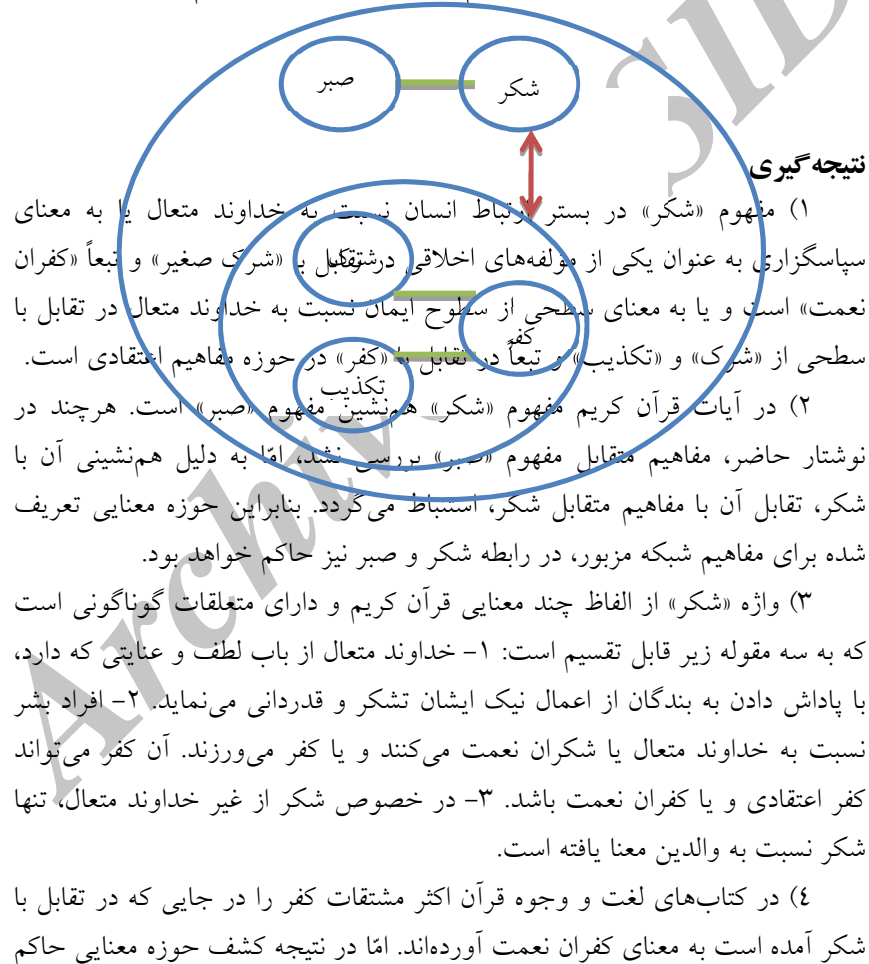 صبر
شکر
نتیجه‌گیری
۱) مفهوم «شکر» در بستر ارتباط انسان نسبت به خداوند متعال یا به معنای
سپاسگزاری به عنوان یکی از مولفه‌های اخلاقی در تقابل با «شرک صغیر» و تبعاً «کفران
شرک
نعمت» است و یا به معنای سطحی از سطوح ایمان نسبت به خداوند متعال در تقابل با
کفر
سطحی از «شرک» و «تکذیب» و تبعاً در تقابل با «کفر» در حوزه مفاهیم اعتقادی است.
تکذیب
۲) در آیات قرآن کریم مفهوم «شکر» هم‌نشین مفهوم «صبر» است. هرچند در
نوشتار حاضر، مفاهیم متقابل مفهوم «صبر» بررسی نشد، امّا به دلیل هم‌نشینی آن با
شکر، تقابل آن با مفاهیم متقابل شکر، استنباط می‌گردد. بنابراین حوزه معنایی تعریف
شده برای مفاهیم شبکه مزبور، در رابطه شکر و صبر نیز حاکم خواهد بود.
۳) واژه «شکر» از الفاظ چند معنایی قرآن کریم و دارای متعلقات گوناگونی است
که به سه مقوله زیر قابل تقسیم است: ۱- خداوند متعال از باب لطف و عنایتی که دارد،
با پاداش دادن به بندگان از اعمال نیک ایشان تشکر و قدردانی می‌نماید. ۲- افراد بشر
نسبت به خداوند متعال یا شکران نعمت می‌کنند و یا کفر می‌ورزند. آن کفر می‌تواند
کفر اعتقادی و یا کفران نعمت باشد. ۳- در خصوص شکر از غیر خداوند متعال، تنها
شکر نسبت به والدین معنا یافته است.
٤) در کتاب‌های لغت و وجوه قرآن اکثر مشتقات کفر را در جایی که در تقابل با
شکر آمده است به معنای کفران نعمت آورده‌اند. امّا در نتیجه کشف حوزه معنایی حاکم